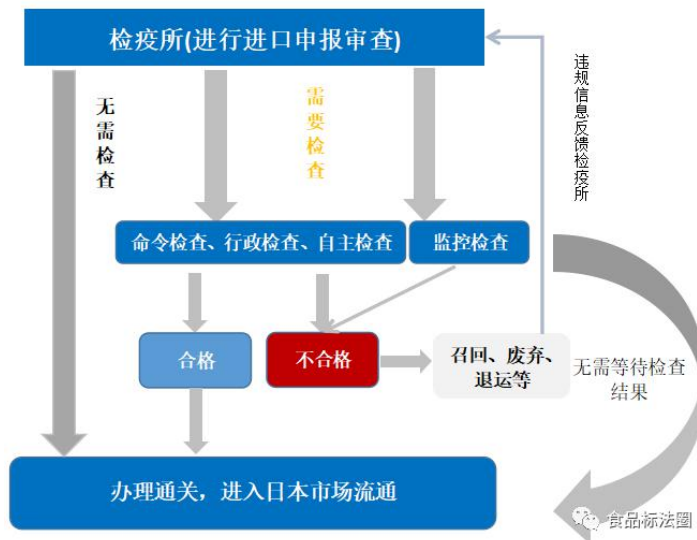 检疫所(进行进口申报审查)
无需检查
需要检查
违规信息反馈检疫所
命令检查、行政检查、自主检查
监控检查
合格
不合格
召回、废弃、
退运等
无需等待检查
结果
办理通关，进入日本市场流通
食品标法圈